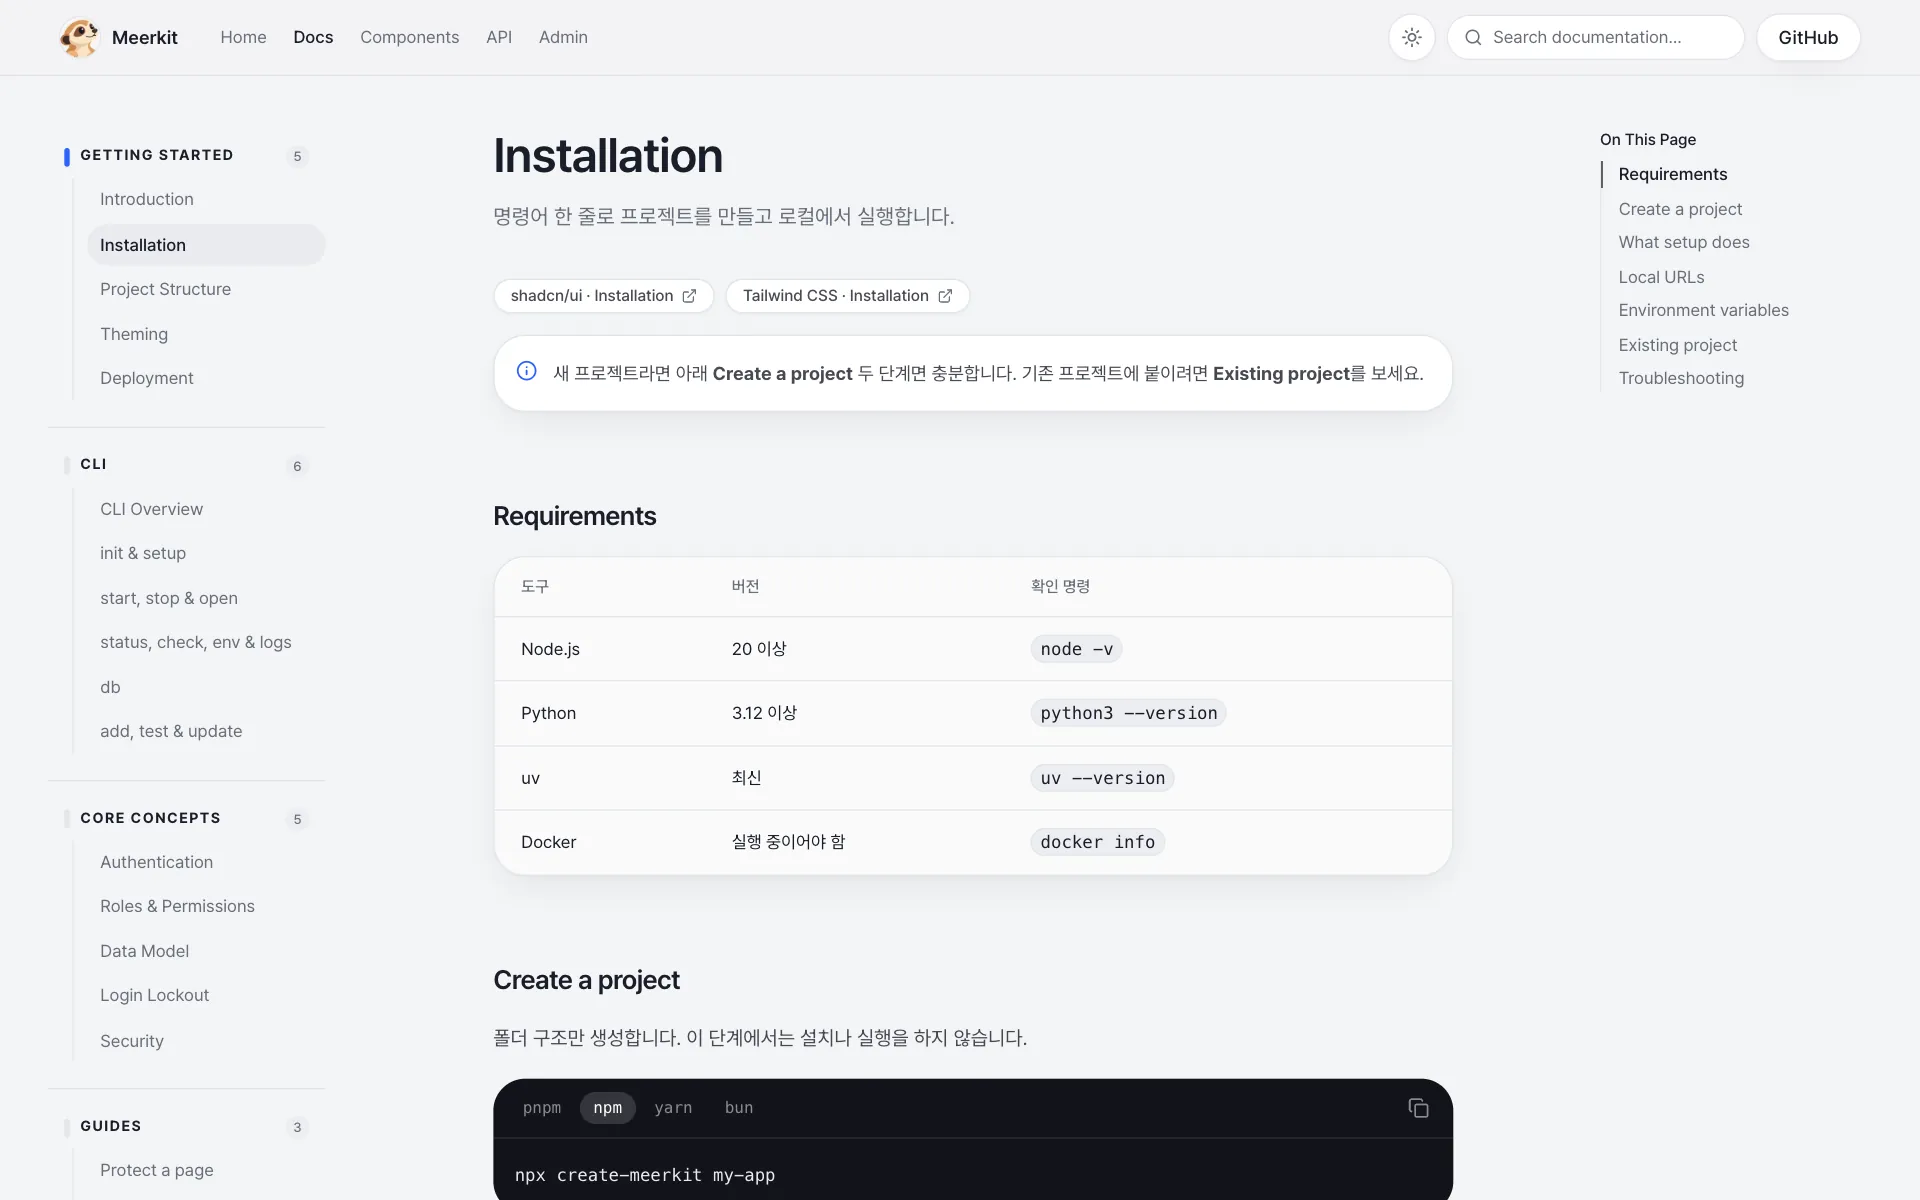 Meerkit
Home
Docs
Components
API
Admin
Search documentation...
GitHub
GETTING STARTED
5
Introduction
Installation
Project Structure
Theming
Deployment
CLI
6
CLI Overview
init & setup
start, stop & open
status, check, env & logs
db
add, test & update
CORE CONCEPTS
5
Authentication
Roles & Permissions
Data Model
Login Lockout
Security
GUIDES
3
Protect a page
Installation
명령어 한 줄로 프로젝트를 만들고 로컬에서 실행합니다.
shadcn/ui · Installation
Tailwind CSS · Installation
새 프로젝트라면 아래 Create a project 두 단계면 충분합니다. 기존 프로젝트에 붙이려면 Existing project를 보세요.
Requirements
도구 버전 확인 명령
Node.js 20 이상 node -v
Python 3.12 이상 python3 --version
uv 최신 uv --version
Docker 실행 중이어야 함 docker info
Create a project
폴더 구조만 생성합니다. 이 단계에서는 설치나 실행을 하지 않습니다.
pnpm npm yarn bun
npx create-meerkit my-app
On This Page
Requirements
Create a project
What setup does
Local URLs
Environment variables
Existing project
Troubleshooting